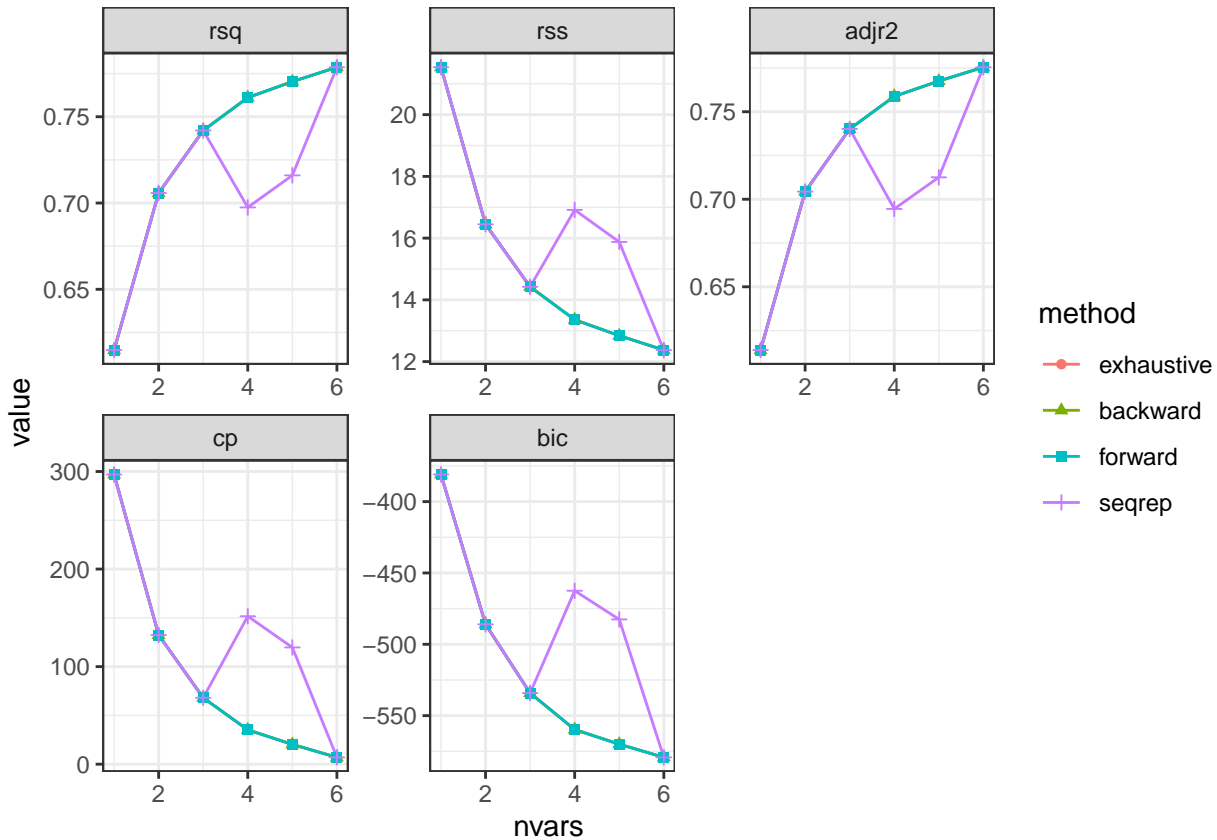 rsq
rss
adjr2
0.75
0.70
0.65
20
18
16
14
12
0.75
0.70
0.65
2 4 6
2 4 6
2 4 6
value
cp
bic
300
200
100
0
−400
−450
−500
−550
2 4 6
2 4 6
nvars
method
exhaustive
backward
forward
seqrep